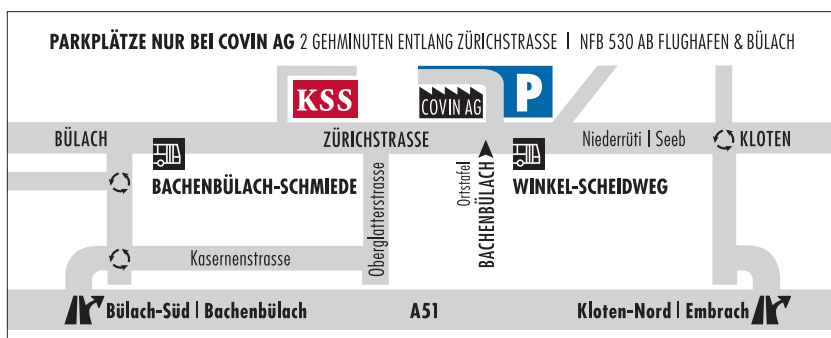 PARKPLÄTZE NUR BEI COVIN AG 2 GEHMINUTEN ENTLANG ZÜRICHSTRASSE | NFB 530 AB FLUGHAFEN & BÜLACH
KSS
COVIN AG
P
BÜLACH
ZÜRICHSTRASSE
Niederrüti | Seeb
KLOTEN
BACHENBÜLACH-SCHMIEDE
Oberglatterstrasse
Ortstafel
BACHENBÜLACH
WINKEL-SCHEIDWEG
Kasernenstrasse
Bülach-Süd | Bachenbülach
A51
Kloten-Nord | Embrach